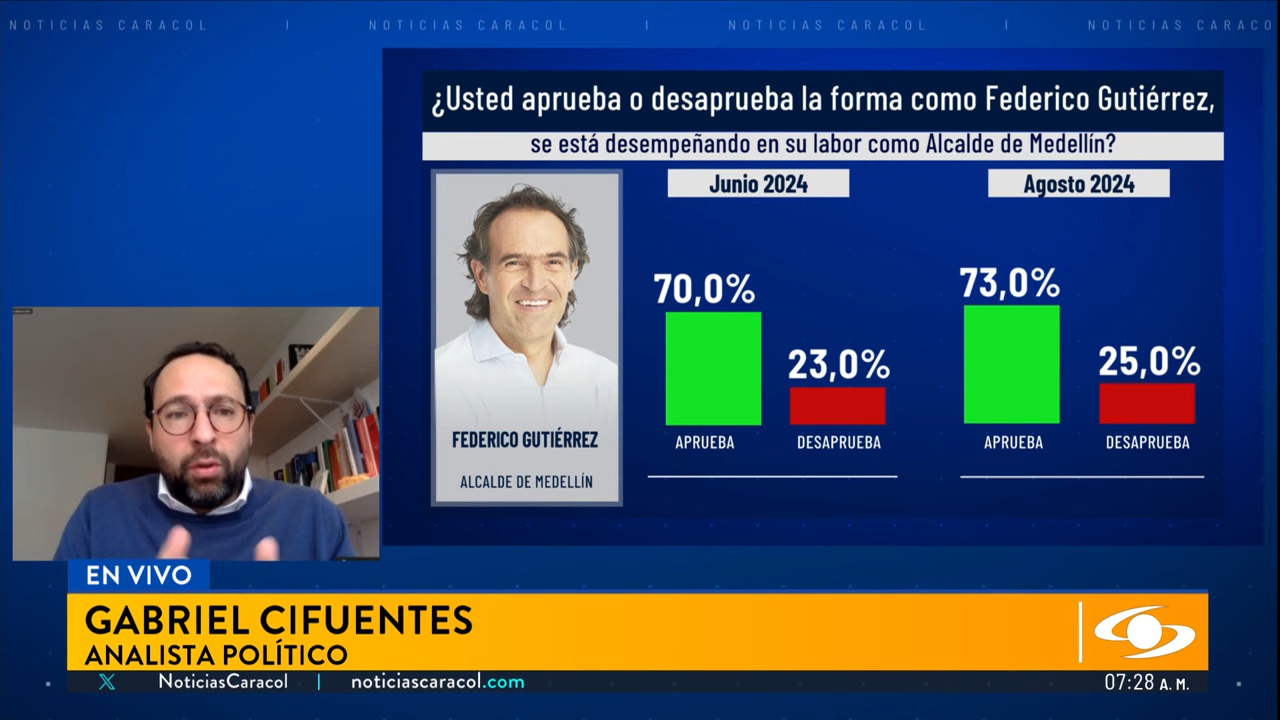 NOTICIAS CARACOL | NOTICIAS CARACOL | NOTICIAS CARACOL | NOTICIAS CARACO
¿Usted aprueba o desaprueba la forma como Federico Gutiérrez,
se está desempeñando en su labor como Alcalde de Medellín?
Junio 2024
Agosto 2024
70,0%
23,0%
73,0%
25,0%
APRUEBA
DESAPRUEBA
APRUEBA
DESAPRUEBA
FEDERICO GUTIÉRREZ
ALCALDE DE MEDELLÍN
EN VIVO
GABRIEL CIFUENTES
ANALISTA POLÍTICO
X NoticiasCaracol | noticiascaracol.com
07:28 A. M.